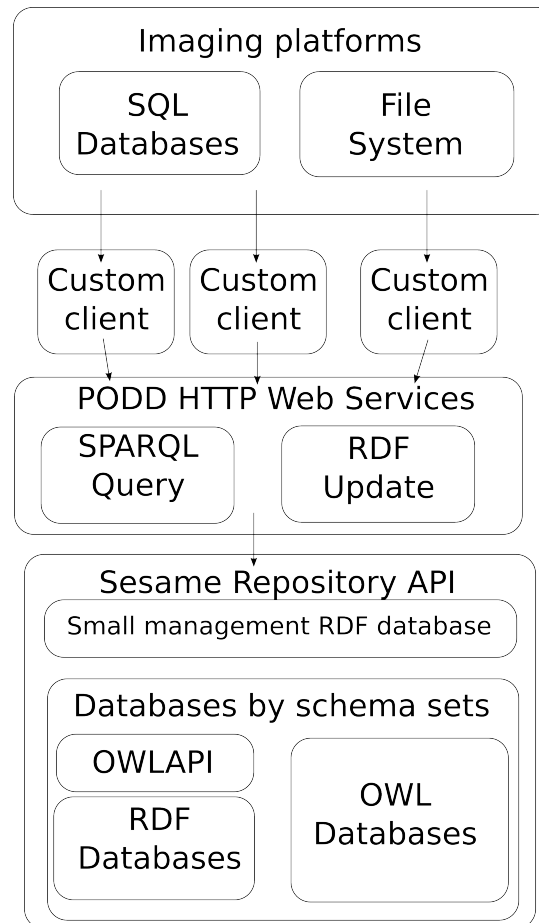 Imaging platforms
SQL
Databases
File
System
Custom
client
Custom
client
Custom
client
PODD HTTP Web Services
SPARQL
Query
RDF
Update
Sesame Repository API
Small management RDF database
Databases by schema sets
OWLAPI
RDF
Databases
OWL
Databases